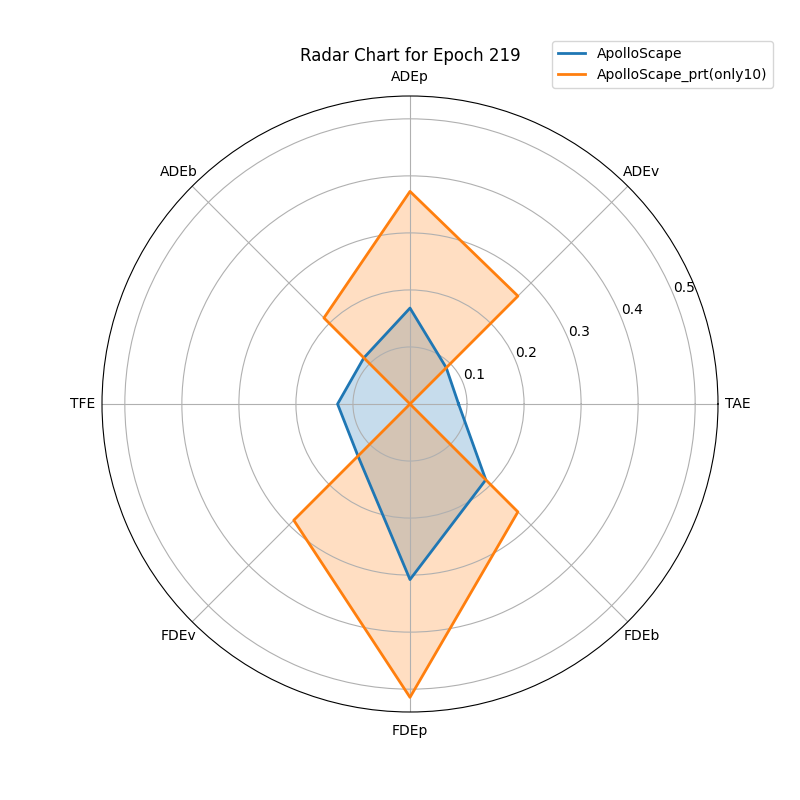 Radar Chart for Epoch 219
ApolloScape
ApolloScape_prt(only10)
ADEp
ADEb
ADEv
0.5
0.4
0.3
0.2
0.1
TFE
TAE
FDEv
FDEb
FDEp